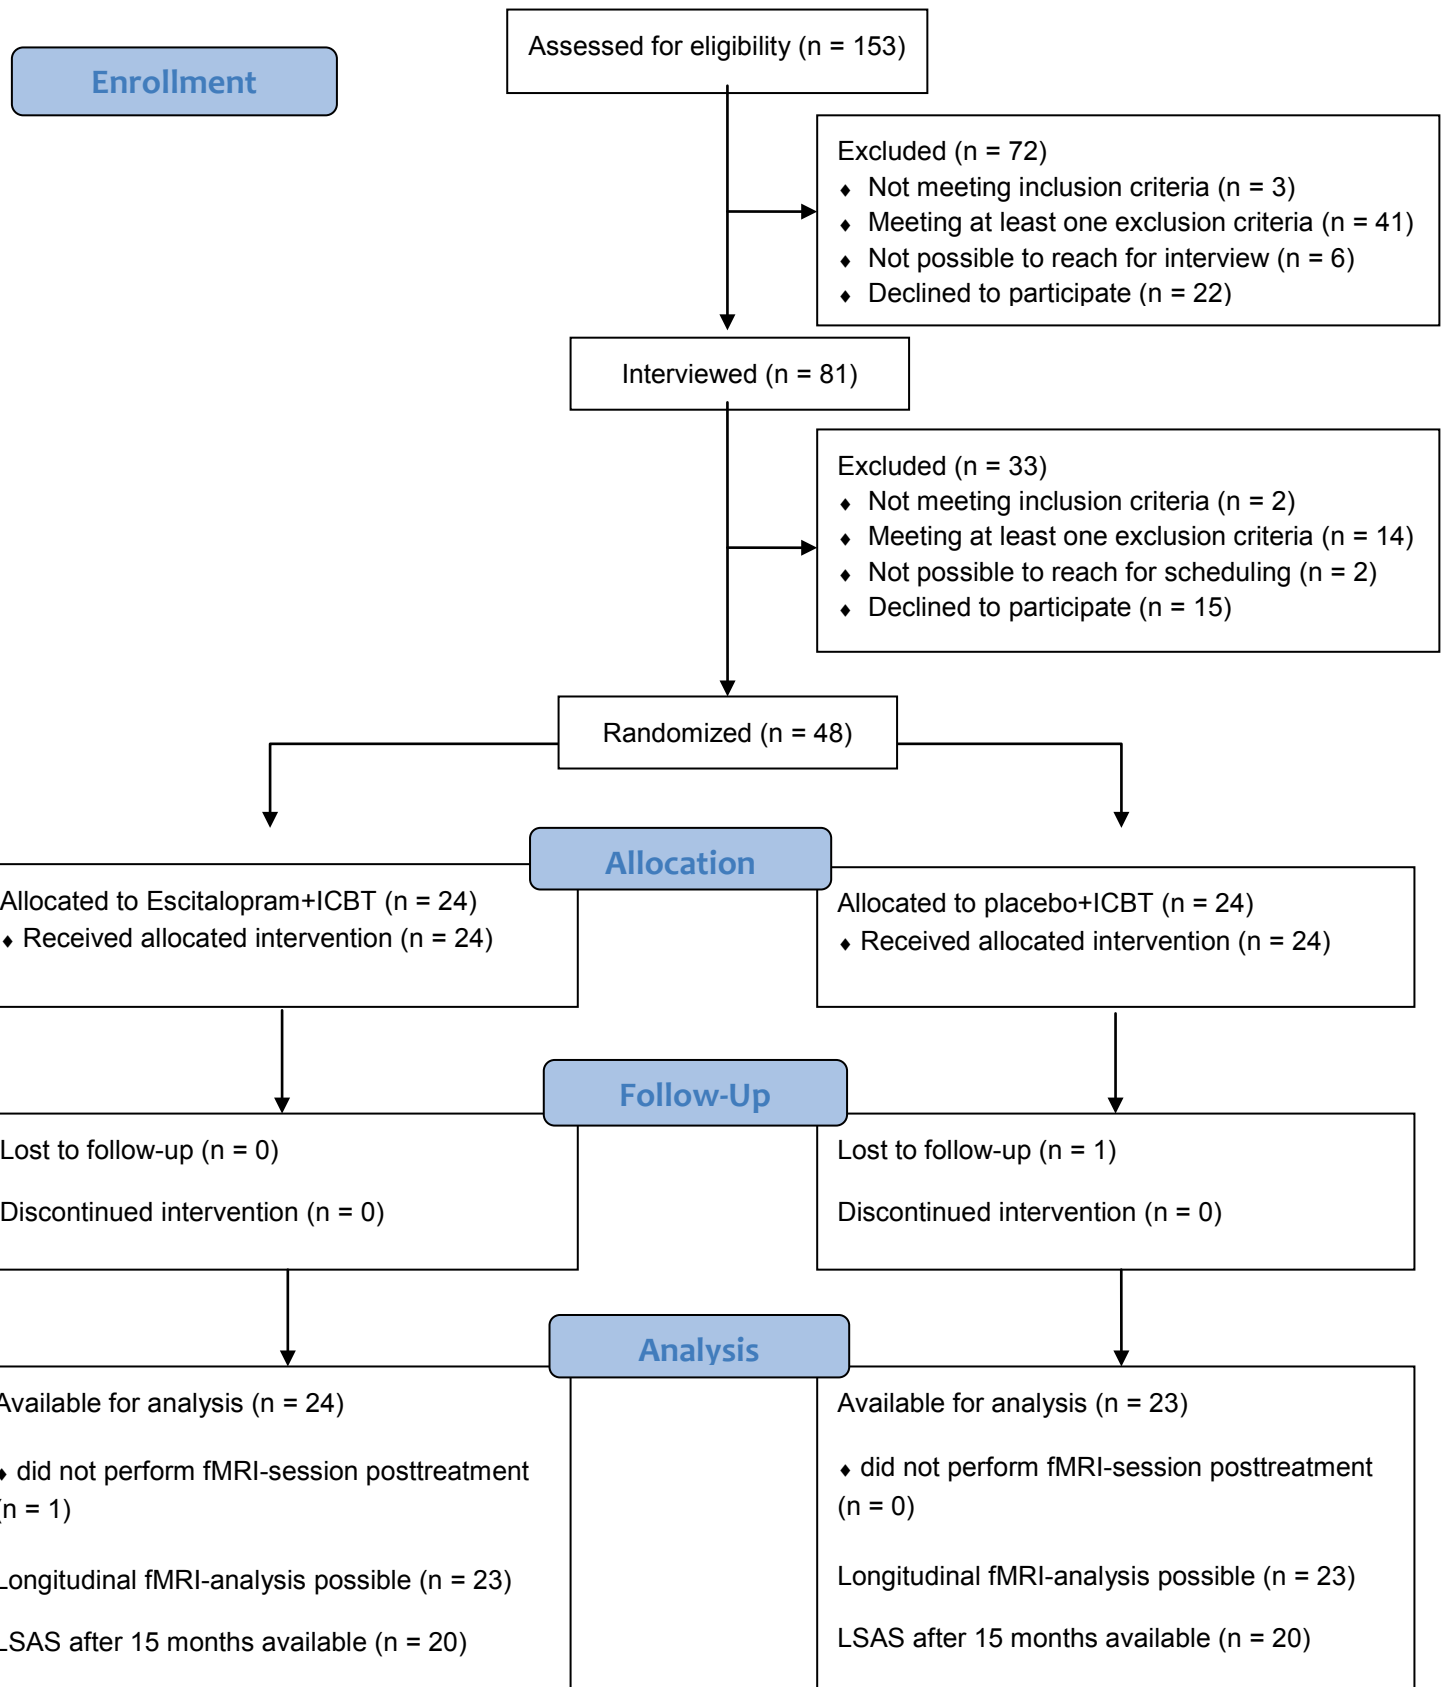 Assessed for eligibility (n = 153)
Enrollment
Excluded (n = 72)
♦ Not meeting inclusion criteria (n = 3)
♦ Meeting at least one exclusion criteria (n = 41)
♦ Not possible to reach for interview (n = 6)
♦ Declined to participate (n = 22)
Interviewed (n = 81)
Excluded (n = 33)
♦ Not meeting inclusion criteria (n = 2)
♦ Meeting at least one exclusion criteria (n = 14)
♦ Not possible to reach for scheduling (n = 2)
♦ Declined to participate (n = 15)
Randomized (n = 48)
Allocation
Allocated to Escitalopram+ICBT (n = 24)
♦ Received allocated intervention (n = 24)
Allocated to placebo+ICBT (n = 24)
♦ Received allocated intervention (n = 24)
Follow-Up
Lost to follow-up (n = 0)
Discontinued intervention (n = 0)
Lost to follow-up (n = 1)
Discontinued intervention (n = 0)
Analysis
Available for analysis (n = 24)
♦ did not perform fMRI-session posttreatment
(n = 1)
Longitudinal fMRI-analysis possible (n = 23)
LSAS after 15 months available (n = 20)
Available for analysis (n = 23)
♦ did not perform fMRI-session posttreatment
(n = 0)
Longitudinal fMRI-analysis possible (n = 23)
LSAS after 15 months available (n = 20)